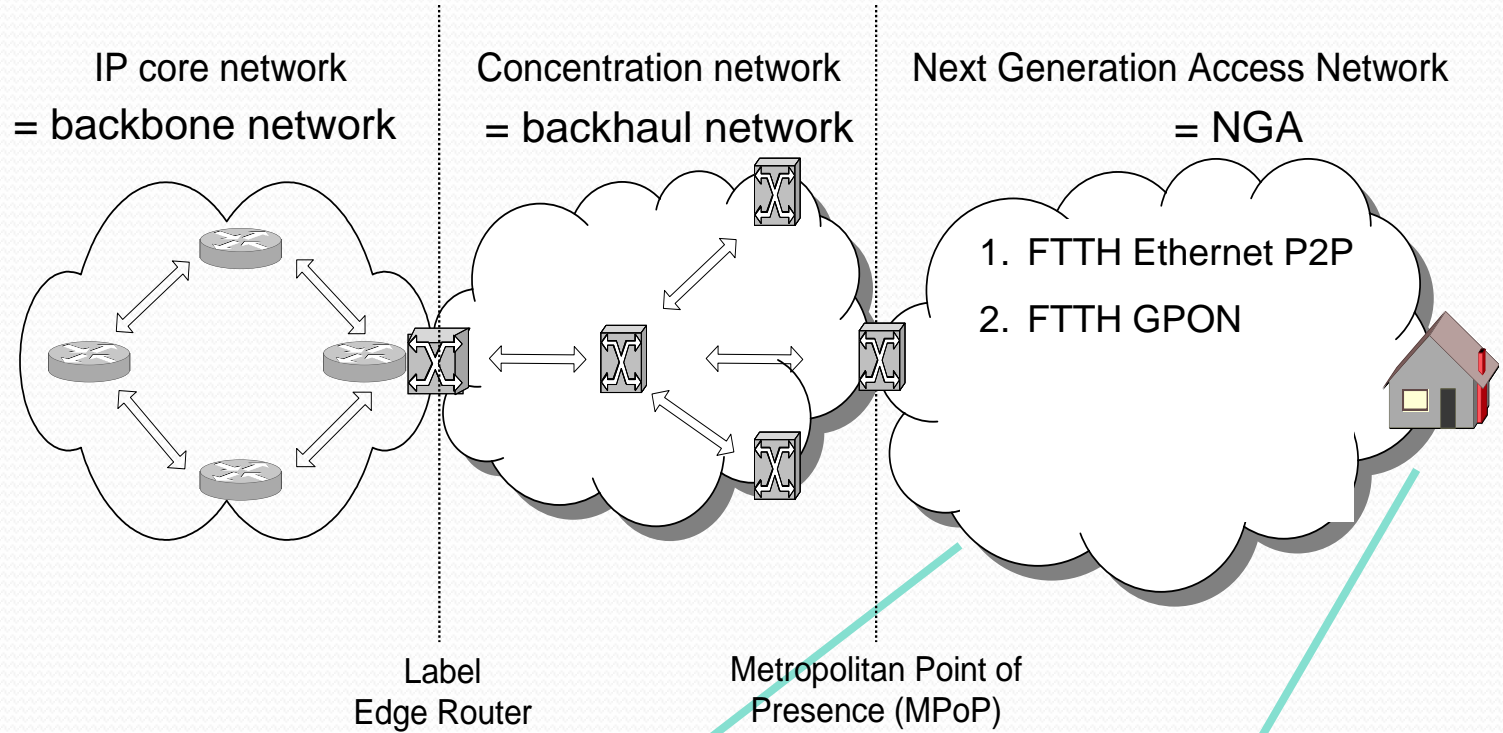 IP core network
= backbone network
Concentration network
= backhaul network
Next Generation Access Network
= NGA
1. FTTH Ethernet P2P
2. FTTH GPON
Label
Edge Router
Metropolitan Point of
Presence (MPoP)